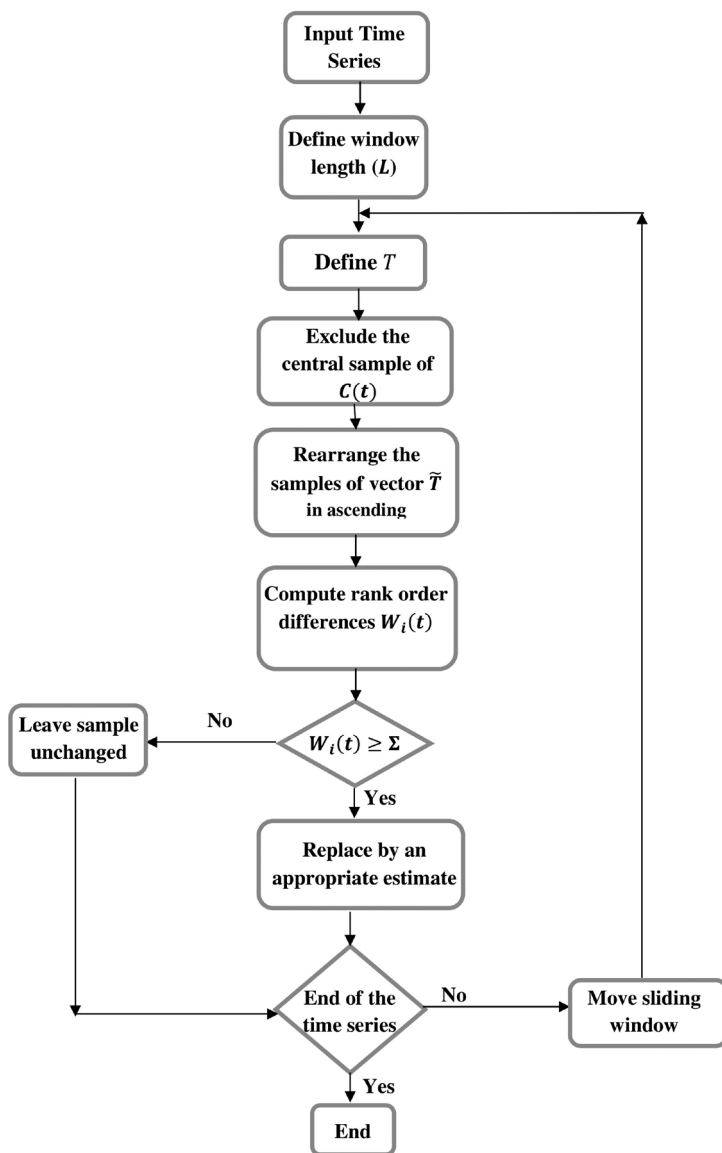 Input Time
Series
Define window
length (L)
Define T
Exclude the
central sample of
C(t)
Rearrange the
samples of vector T̃
in ascending
Compute rank order
differences Wᵢ(t)
No
Leave sample
unchanged
Wᵢ(t) ≥ Σ
Yes
Replace by an
appropriate estimate
End of the
time series
No
Move sliding
window
Yes
End